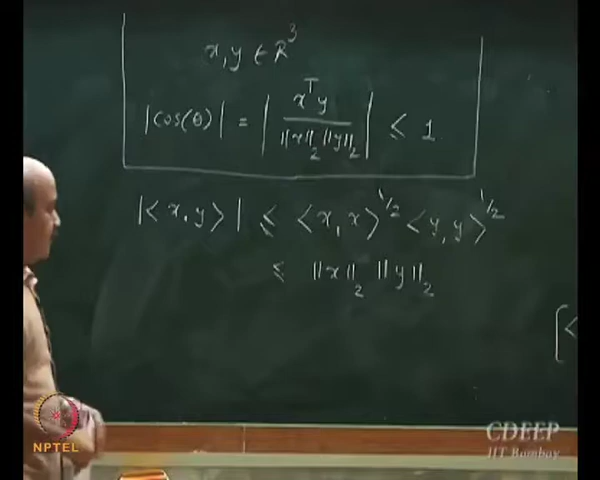 x, y ∈ R³
|cos(θ)| = | xᵀy / ||x||₂ ||y||₂ | ≤ 1
|<x, y>| ≤ <x, x>^1/2 <y, y>^1/2
≤ ||x||₂ ||y||₂
[<
NPTEL
CDEEP
IIT Bombay